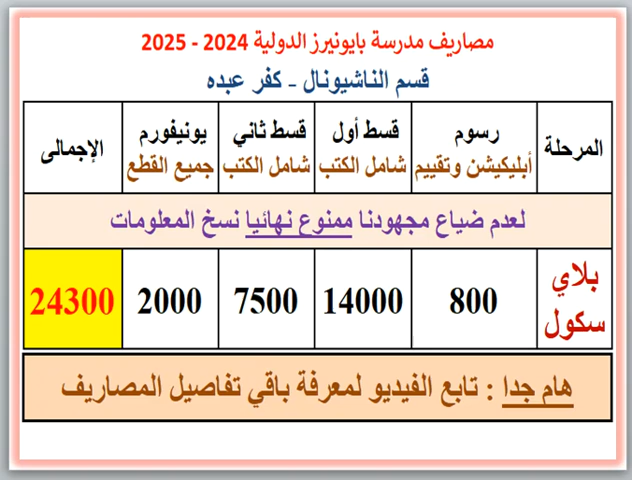 مصاريف مدرسة بايونيرز الدولية 2024 - 2025
قسم الناشيونال - كفر عبده
المرحلة
رسوم
أبليكيشن وتقييم
قسط أول
شامل الكتب
قسط ثاني
شامل الكتب
يونيفورم
جميع القطع
الإجمالى
لعدم ضياع مجهودنا ممنوع نهائيا نسخ المعلومات
بلاي
سكول
800
14000
7500
2000
24300
هام جدا : تابع الفيديو لمعرفة باقي تفاصيل المصاريف